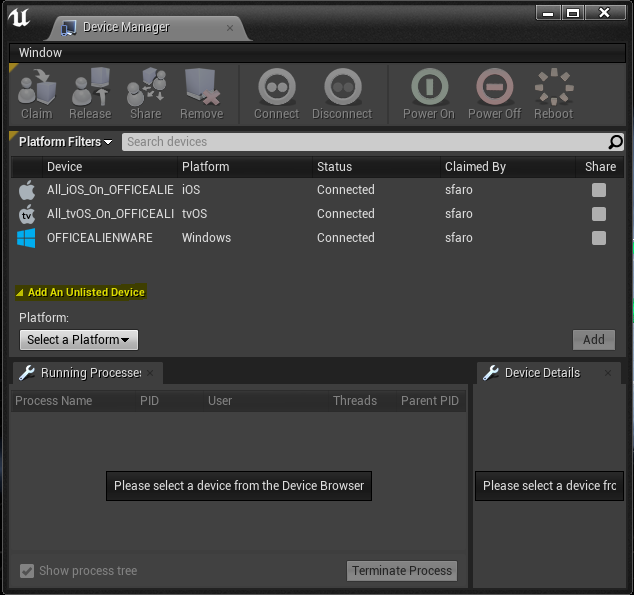 Device Manager
Window
Claim Release Share Remove Connect Disconnect Power On Power Off Reboot
Platform Filters Search devices
Device Platform Status Claimed By Share
All_iOS_On_OFFICEALIE iOS Connected sfaro
tv All_tvOS_On_OFFICEALI tvOS Connected sfaro
OFFICEALIENWARE Windows Connected sfaro
Add An Unlisted Device
Platform:
Select a Platform Add
Running Processes Device Details
Process Name PID User Threads Parent PID
Please select a device from the Device Browser Please select a device fro
Show process tree Terminate Process